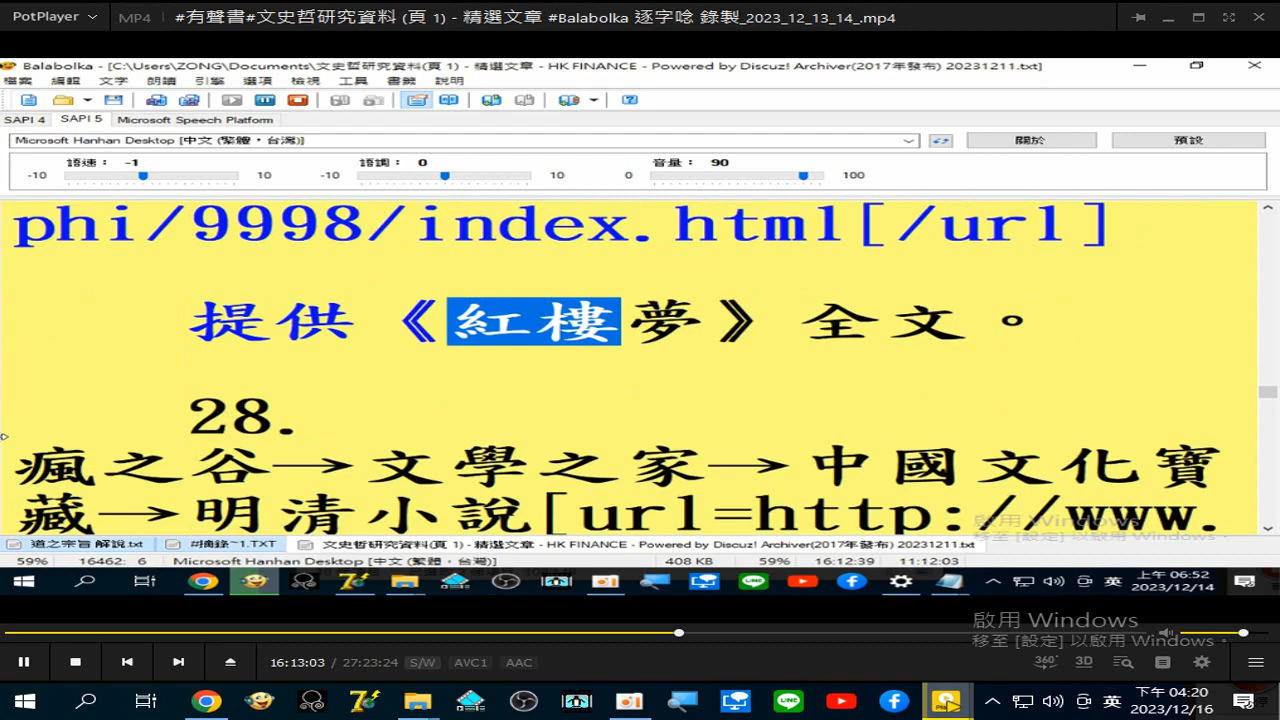 PotPlayer MP4 #有聲書#文史哲研究資料 (頁 1) - 精選文章 #Balabolka 逐字唸 錄製_2023_12_13_14_.mp4
Balabolka - [C:\Users\ZONG\Documents\文史哲研究資料(頁 1) - 精選文章 - HK FINANCE - Powered by Discuz! Archiver(2017年發布) 20231211.txt]
檔案 編輯 文字 朗讀 引擎 選項 檢視 工具 書籤 說明
SAPI 4 SAPI 5 Microsoft Speech Platform
Microsoft Hanhan Desktop [中文 (繁體，台灣)] 關於 預設
語速： -1 語調： 0 音量： 90
-10 10 -10 10 0 100
phi/9998/index.html[/url]
提供《紅樓夢》全文。
28.
瘋之谷→文學之家→中國文化寶
藏→明清小說[url=http://www.
啟用 Windows
移至 [設定] 以啟用 Windows。
道之宗旨 解說.txt #摘錄~1.TXT 文史哲研究資料(頁 1) - 精選文章 - HK FINANCE - Powered by Discuz! Archiver(2017年發布) 20231211.txt
59% 16462: 6 Microsoft Hanhan Desktop [中文 (繁體，台灣)] 408 KB 59% 16:12:39 11:12:03
英 上午 06:52
2023/12/14
啟用 Windows
移至 [設定] 以啟用 Windows。
16:13:03 / 27:23:24 S/W AVC1 AAC 360° 3D
英 下午 04:20
2023/12/16